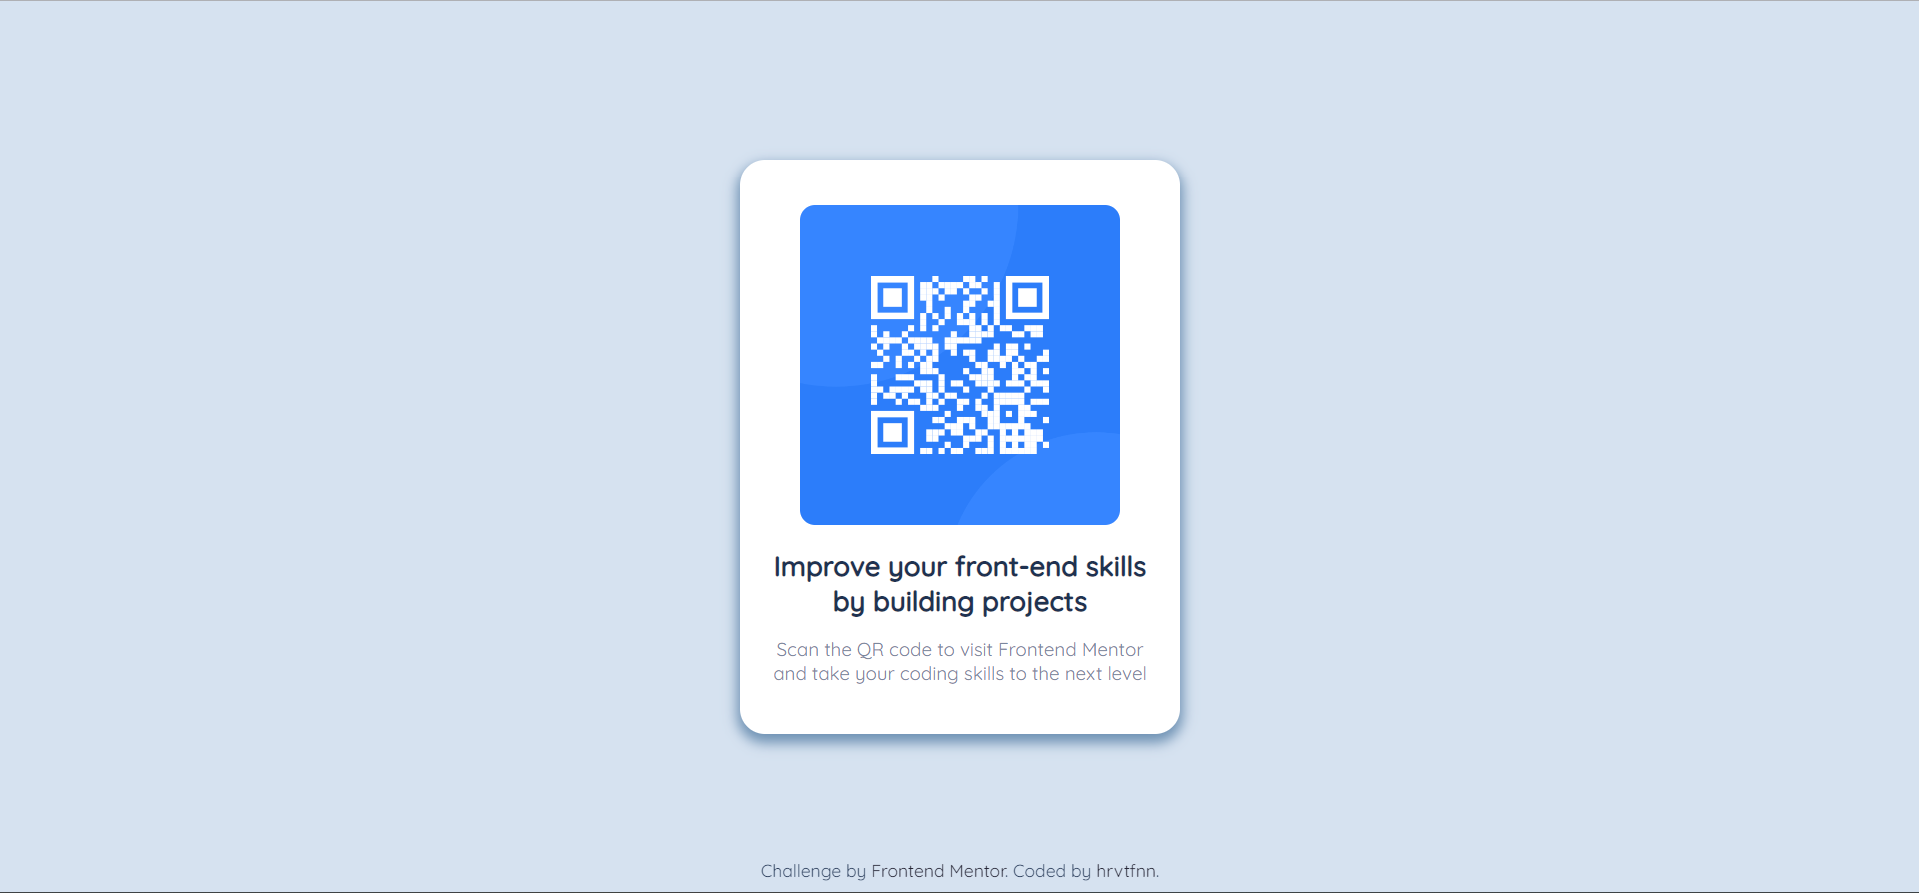 Improve your front-end skills
by building projects
Scan the QR code to visit Frontend Mentor
and take your coding skills to the next level
Challenge by Frontend Mentor. Coded by hrvtfnn.